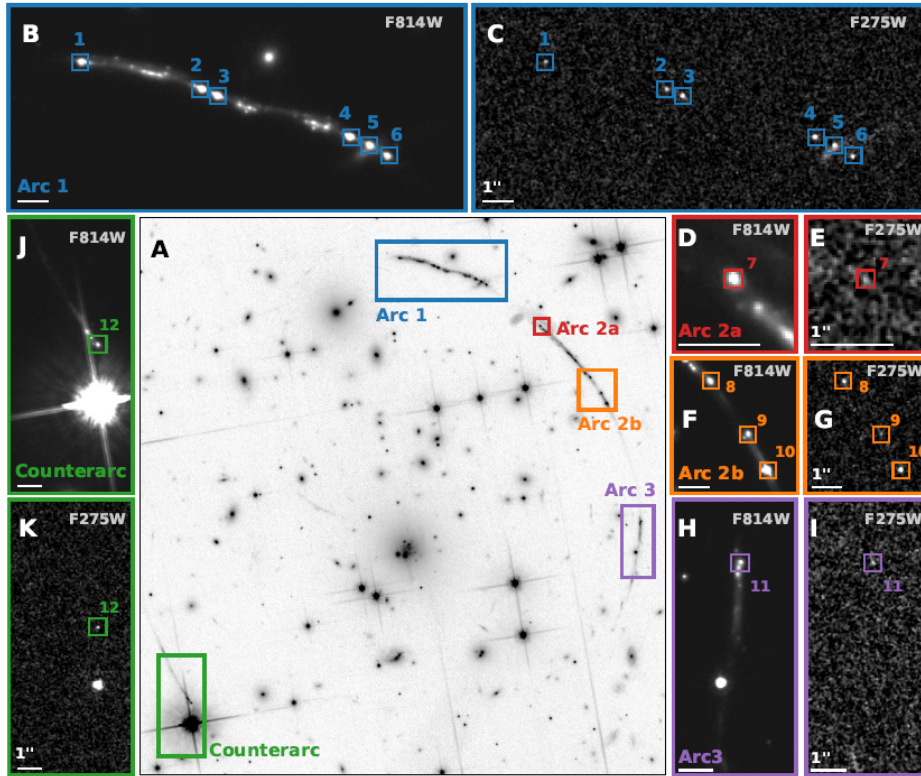 B
F814W
1
2
3
4
5
6
Arc 1
1"
C
F275W
1
2
3
4
5
6
1"
J
F814W
12
Counterarc
A
Arc 1
Arc 2a
Arc 2b
Arc 3
Counterarc
D
F814W
7
Arc 2a
E
F275W
7
1"
F814W
8
9
F
10
Arc 2b
F275W
8
9
G
10
1"
K
F275W
12
1"
H
F814W
11
Arc3
I
F275W
11
1"